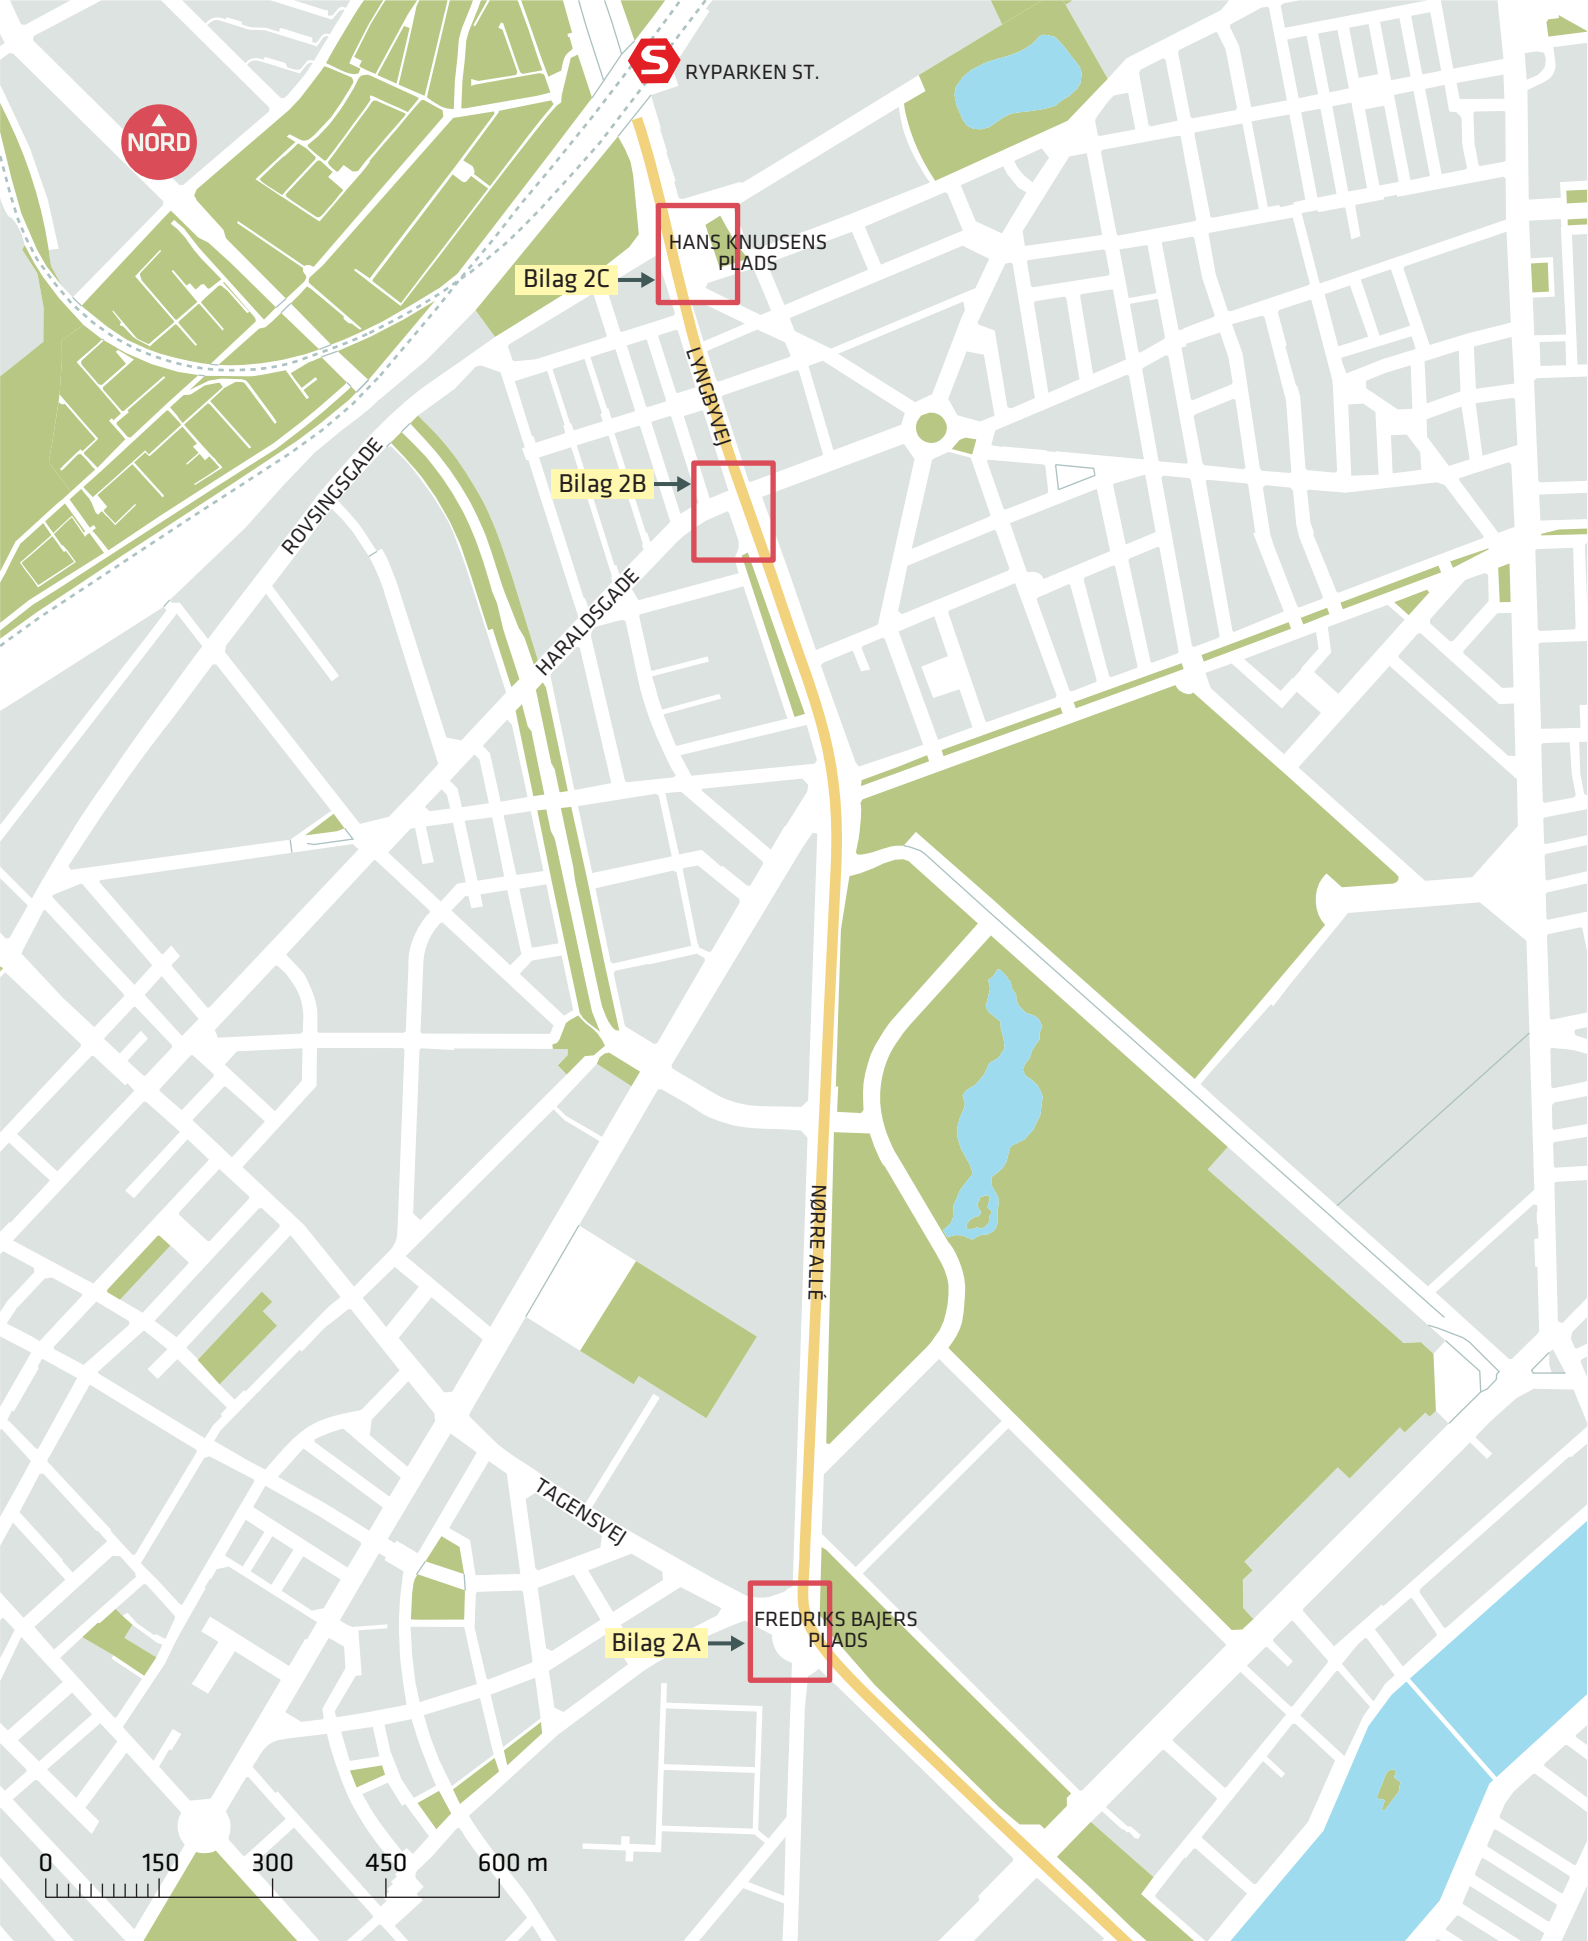 S
RYPARKEN ST.
NORD
HANS KNUDSENS
PLADS
Bilag 2C
LYNGBYVEJ
ROVSINGSGADE
Bilag 2B
HARALDSGADE
NØRRE ALLÉ
TAGENSVEJ
FREDRIKS BAJERS
PLADS
Bilag 2A
0 150 300 450 600 m